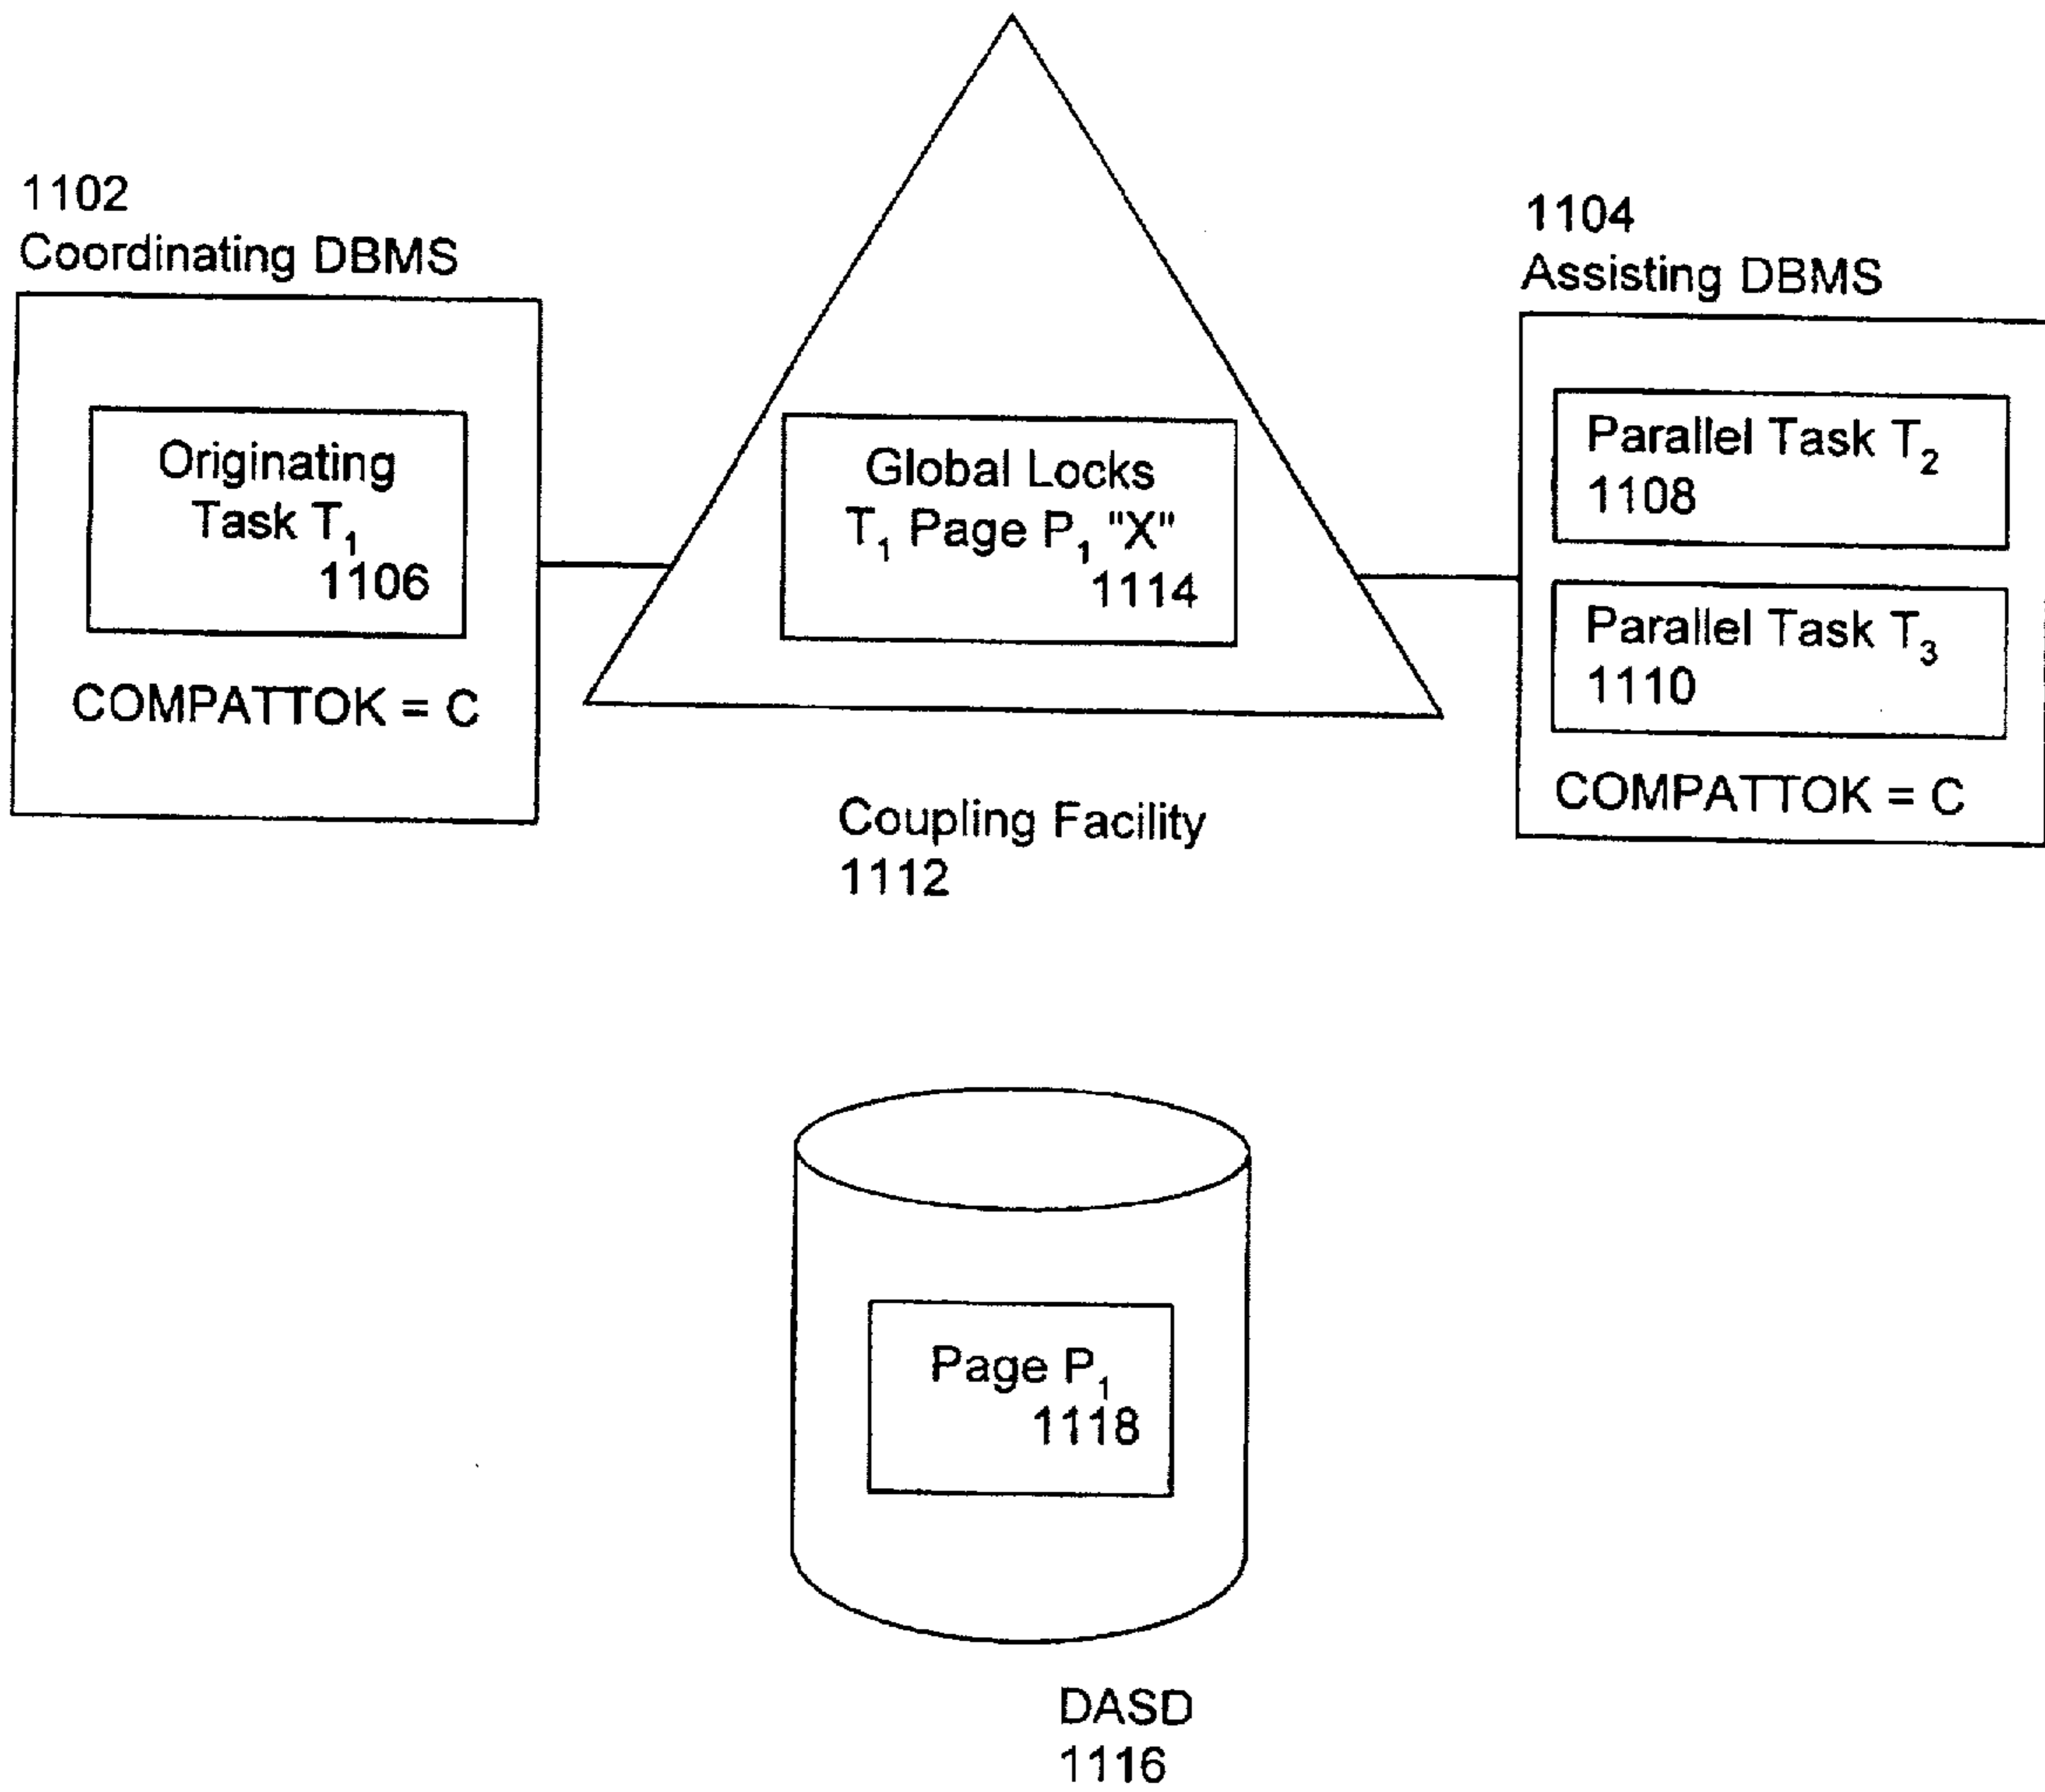 1102
Coordinating DBMS
Originating
Task T₁
1106
COMPATTOK = C
Global Locks
T₁ Page P₁ "X"
1114
Coupling Facility
1112
1104
Assisting DBMS
Parallel Task T₂
1108
Parallel Task T₃
1110
COMPATTOK = C
Page P₁
1118
DASD
1116